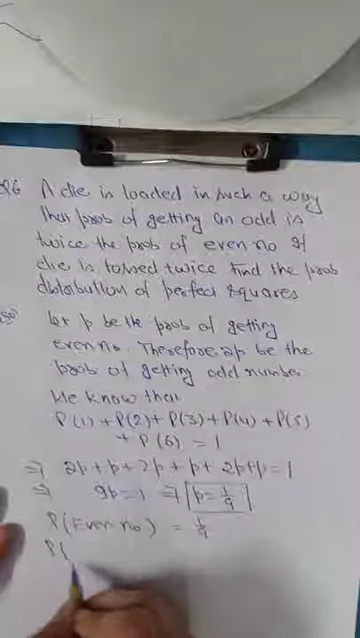 Q6 A die is loaded in such a way
that prob of getting an odd is
twice the prob of even no If
die is tossed twice Find the prob
distribution of perfect squares
Solⁿ let p be the prob of getting
even no. Therefore 2p be the
prob of getting odd number.
We know that
P(1) + P(2) + P(3) + P(4) + P(5)
+ P(6) = 1
⇒ 2p + p + 2p + p + 2p + p = 1
⇒ 9p = 1 ⇒ p = 1/9
P(Even no) = 1/9
P(